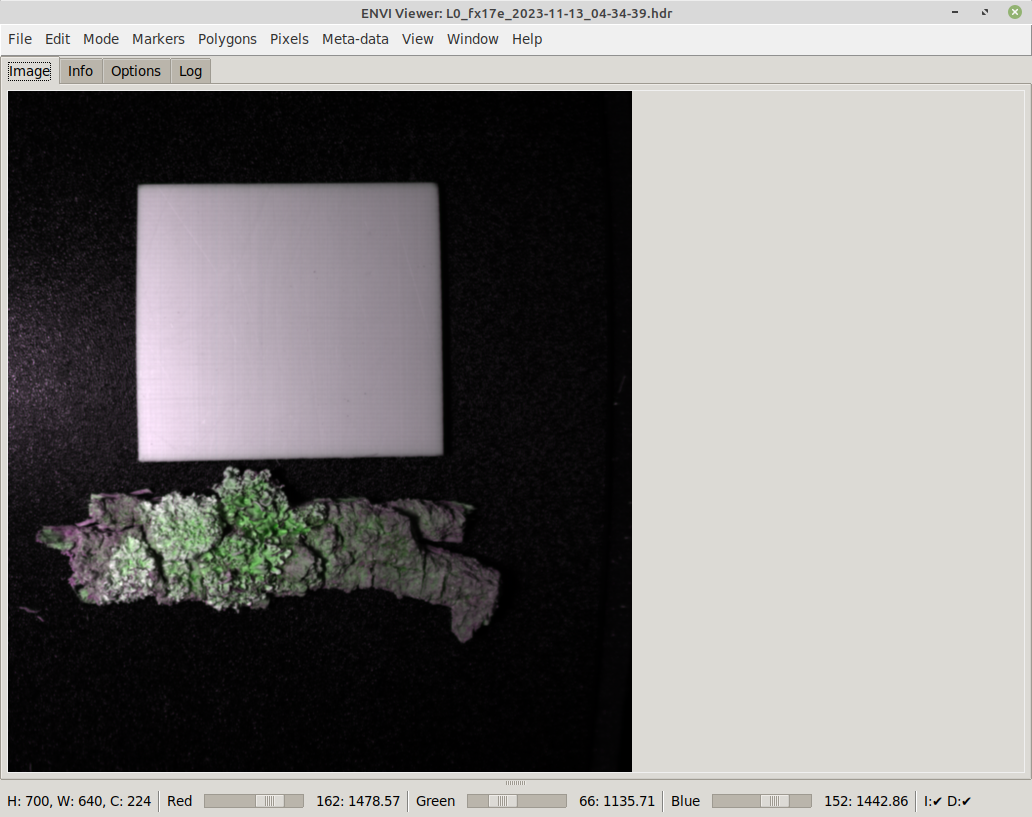 ENVI Viewer: L0_fx17e_2023-11-13_04-34-39.hdr
File Edit Mode Markers Polygons Pixels Meta-data View Window Help
Image Info Options Log
H: 700, W: 640, C: 224 Red 162: 1478.57 Green 66: 1135.71 Blue 152: 1442.86 I:✔ D:✔